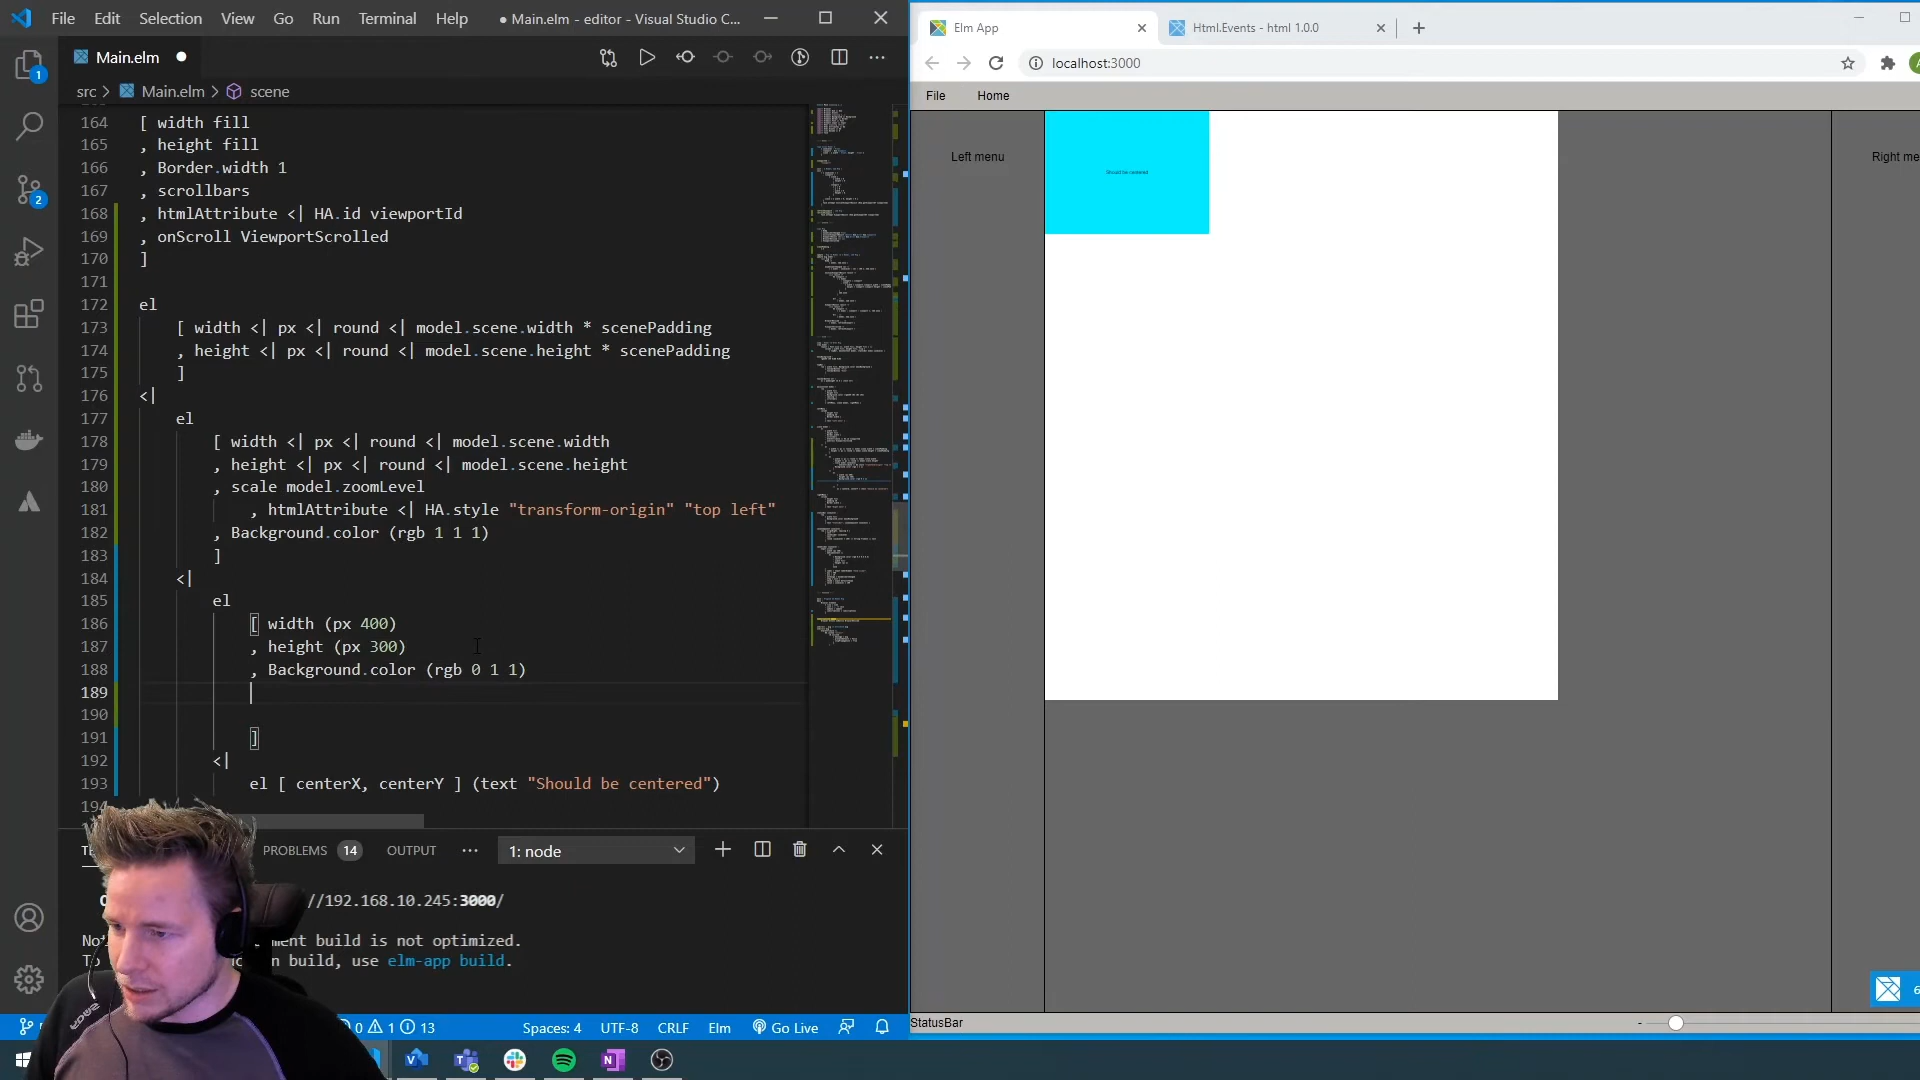 File Edit Selection View Go Run Terminal Help
● Main.elm - editor - Visual Studio C...
Main.elm
src > Main.elm > scene
164 [ width fill
165 , height fill
166 , Border.width 1
167 , scrollbars
168 , htmlAttribute <| HA.id viewportId
169 , onScroll ViewportScrolled
170 ]
171
172 el
173 [ width <| px <| round <| model.scene.width * scenePadding
174 , height <| px <| round <| model.scene.height * scenePadding
175 ]
176 <|
177 el
178 [ width <| px <| round <| model.scene.width
179 , height <| px <| round <| model.scene.height
180 , scale model.zoomLevel
181 , htmlAttribute <| HA.style "transform-origin" "top left"
182 , Background.color (rgb 1 1 1)
183 ]
184 <|
185 el
186 [ width (px 400)
187 , height (px 300)
188 , Background.color (rgb 0 1 1)
189
190
191 ]
192 <|
193 el [ centerX, centerY ] (text "Should be centered")
PROBLEMS 14 OUTPUT ... 1: node
//192.168.10.245:3000/
ment build is not optimized.
n build, use elm-app build.
0 1 13 Spaces: 4 UTF-8 CRLF Elm Go Live
1
2
Elm App
Html.Events - html 1.0.0
localhost:3000
File Home
Left menu
Should be centered
Right me
StatusBar -